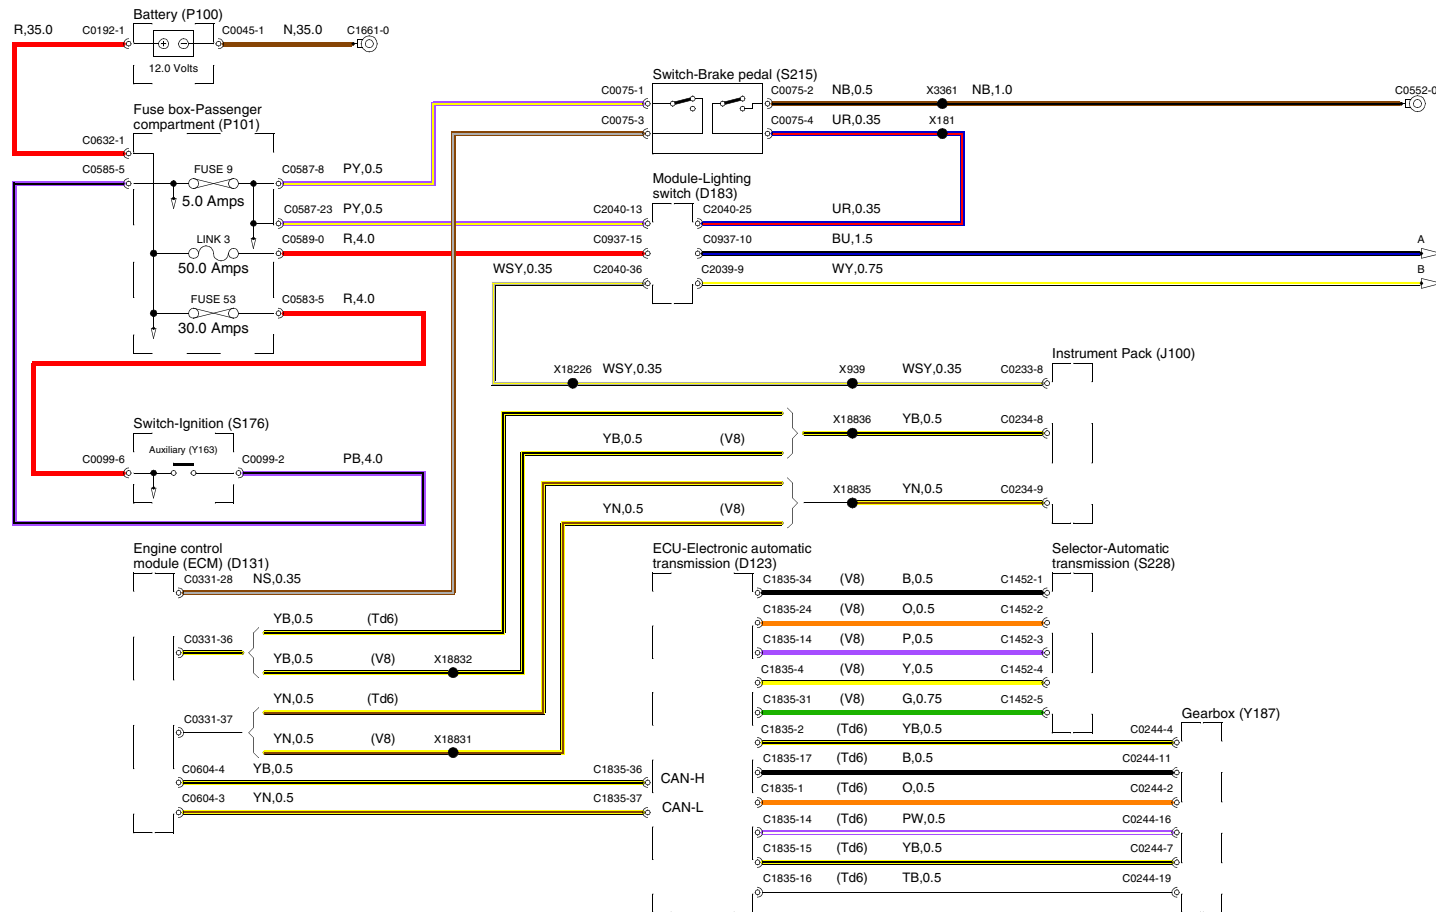 Battery (P100)
R,35.0 C0192-1 C0045-1 N,35.0 C1661-0
12.0 Volts
Switch-Brake pedal (S215)
C0075-1 C0075-2 NB,0.5 X3361 NB,1.0 C0552-0
Fuse box-Passenger
compartment (P101)
C0075-3 C0075-4 UR,0.35 X181
C0632-1
C0585-5 FUSE 9 C0587-8 PY,0.5
5.0 Amps
Module-Lighting
switch (D183)
C0587-23 PY,0.5 C2040-13 C2040-25 UR,0.35
LINK 3 C0589-0 R,4.0 C0937-15 C0937-10 BU,1.5 A
50.0 Amps
WSY,0.35 C2040-36 C2039-9 WY,0.75 B
FUSE 53 C0583-5 R,4.0
30.0 Amps
Instrument Pack (J100)
X18226 WSY,0.35 X939 WSY,0.35 C0233-8
Switch-Ignition (S176)
X18836 YB,0.5 C0234-8
YB,0.5 (V8)
Auxiliary (Y163)
C0099-6 C0099-2 PB,4.0
X18835 YN,0.5 C0234-9
YN,0.5 (V8)
Engine control
module (ECM) (D131)
ECU-Electronic automatic
transmission (D123)
Selector-Automatic
transmission (S228)
C0331-28 NS,0.35 C1835-34 (V8) B,0.5 C1452-1
C1835-24 (V8) O,0.5 C1452-2
YB,0.5 (Td6)
C0331-36 C1835-14 (V8) P,0.5 C1452-3
YB,0.5 (V8) X18832
C1835-4 (V8) Y,0.5 C1452-4
YN,0.5 (Td6) C1835-31 (V8) G,0.75 C1452-5
Gearbox (Y187)
C0331-37
C1835-2 (Td6) YB,0.5 C0244-4
YN,0.5 (V8) X18831
C1835-17 (Td6) B,0.5 C0244-11
C0604-4 YB,0.5 C1835-36 CAN-H
C1835-1 (Td6) O,0.5 C0244-2
C0604-3 YN,0.5 C1835-37 CAN-L
C1835-14 (Td6) PW,0.5 C0244-16
C1835-15 (Td6) YB,0.5 C0244-7
C1835-16 (Td6) TB,0.5 C0244-19